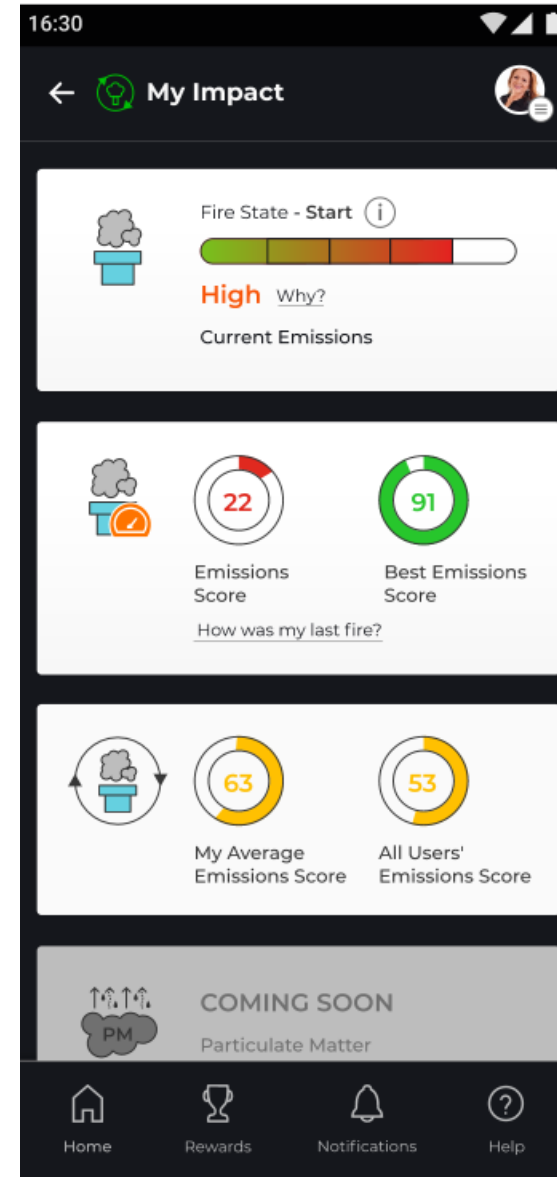 16:30
My Impact
Fire State - Start i
High Why?
Current Emissions
22
91
Emissions
Score
Best Emissions
Score
How was my last fire?
63
53
My Average
Emissions Score
All Users'
Emissions Score
PM
COMING SOON
Particulate Matter
?
Home
Rewards
Notifications
Help